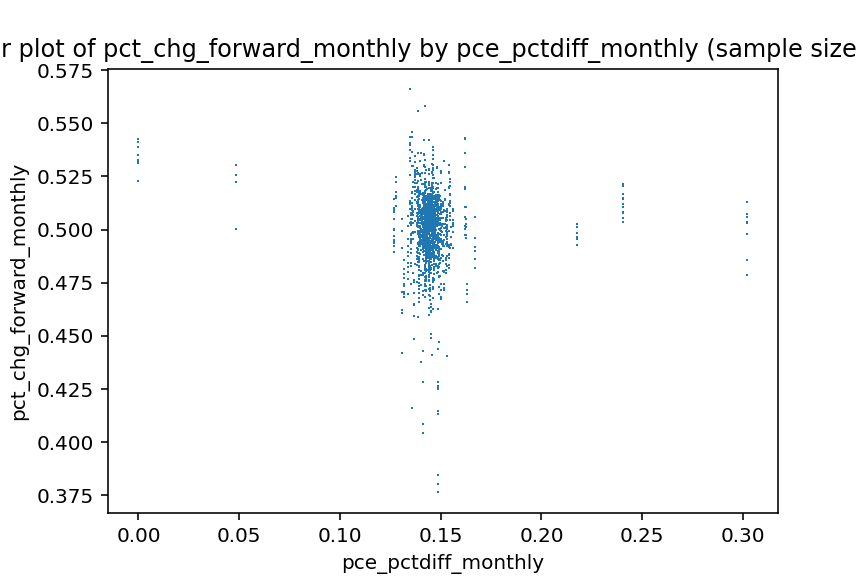 r plot of pct_chg_forward_monthly by pce_pctdiff_monthly (sample size
0.575
0.550
0.525
0.500
0.475
0.450
0.425
0.400
0.375
pct_chg_forward_monthly
0.00 0.05 0.10 0.15 0.20 0.25 0.30
pce_pctdiff_monthly